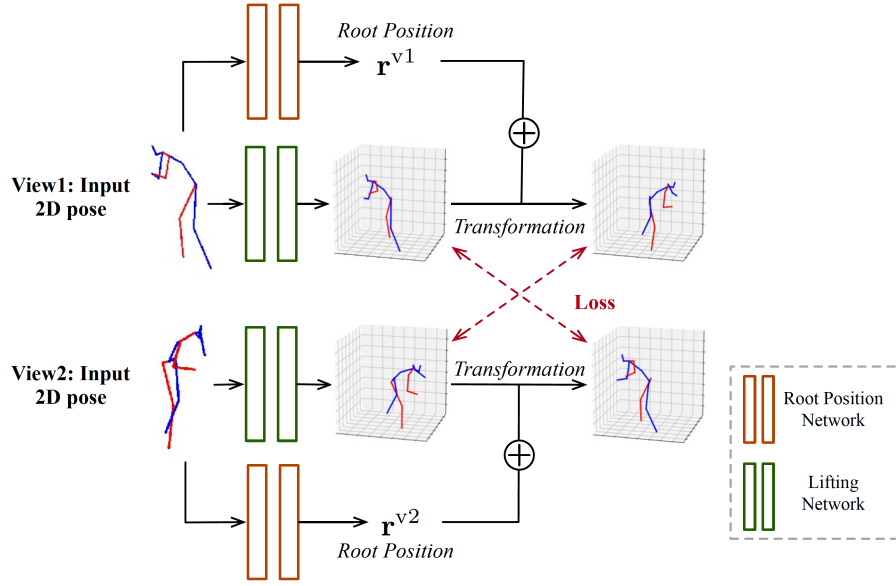 Root Position
r^v1
View1: Input
2D pose
Transformation
Loss
View2: Input
2D pose
Transformation
r^v2
Root Position
Root Position
Network
Lifting
Network